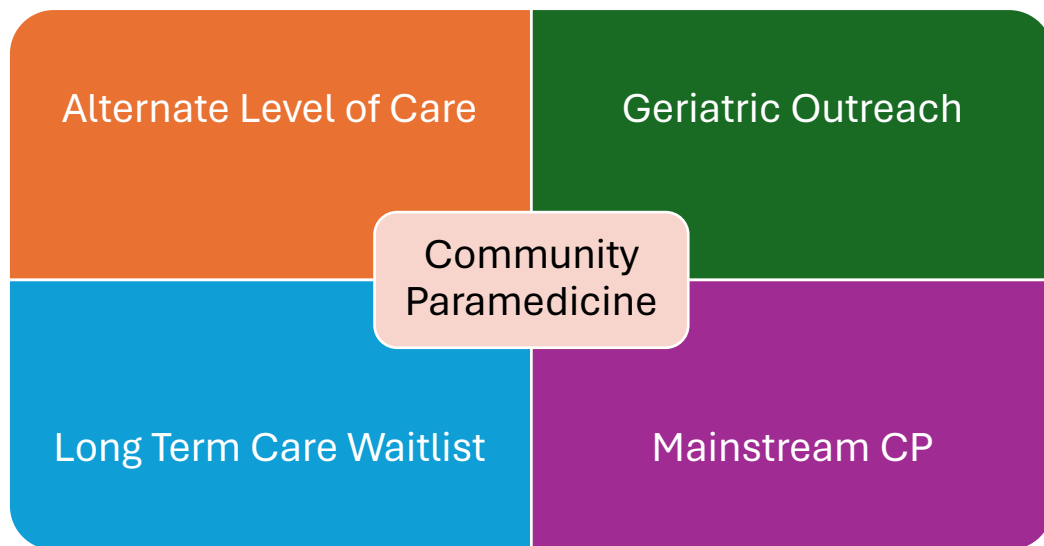 Alternate Level of Care
Geriatric Outreach
Community
Paramedicine
Long Term Care Waitlist
Mainstream CP